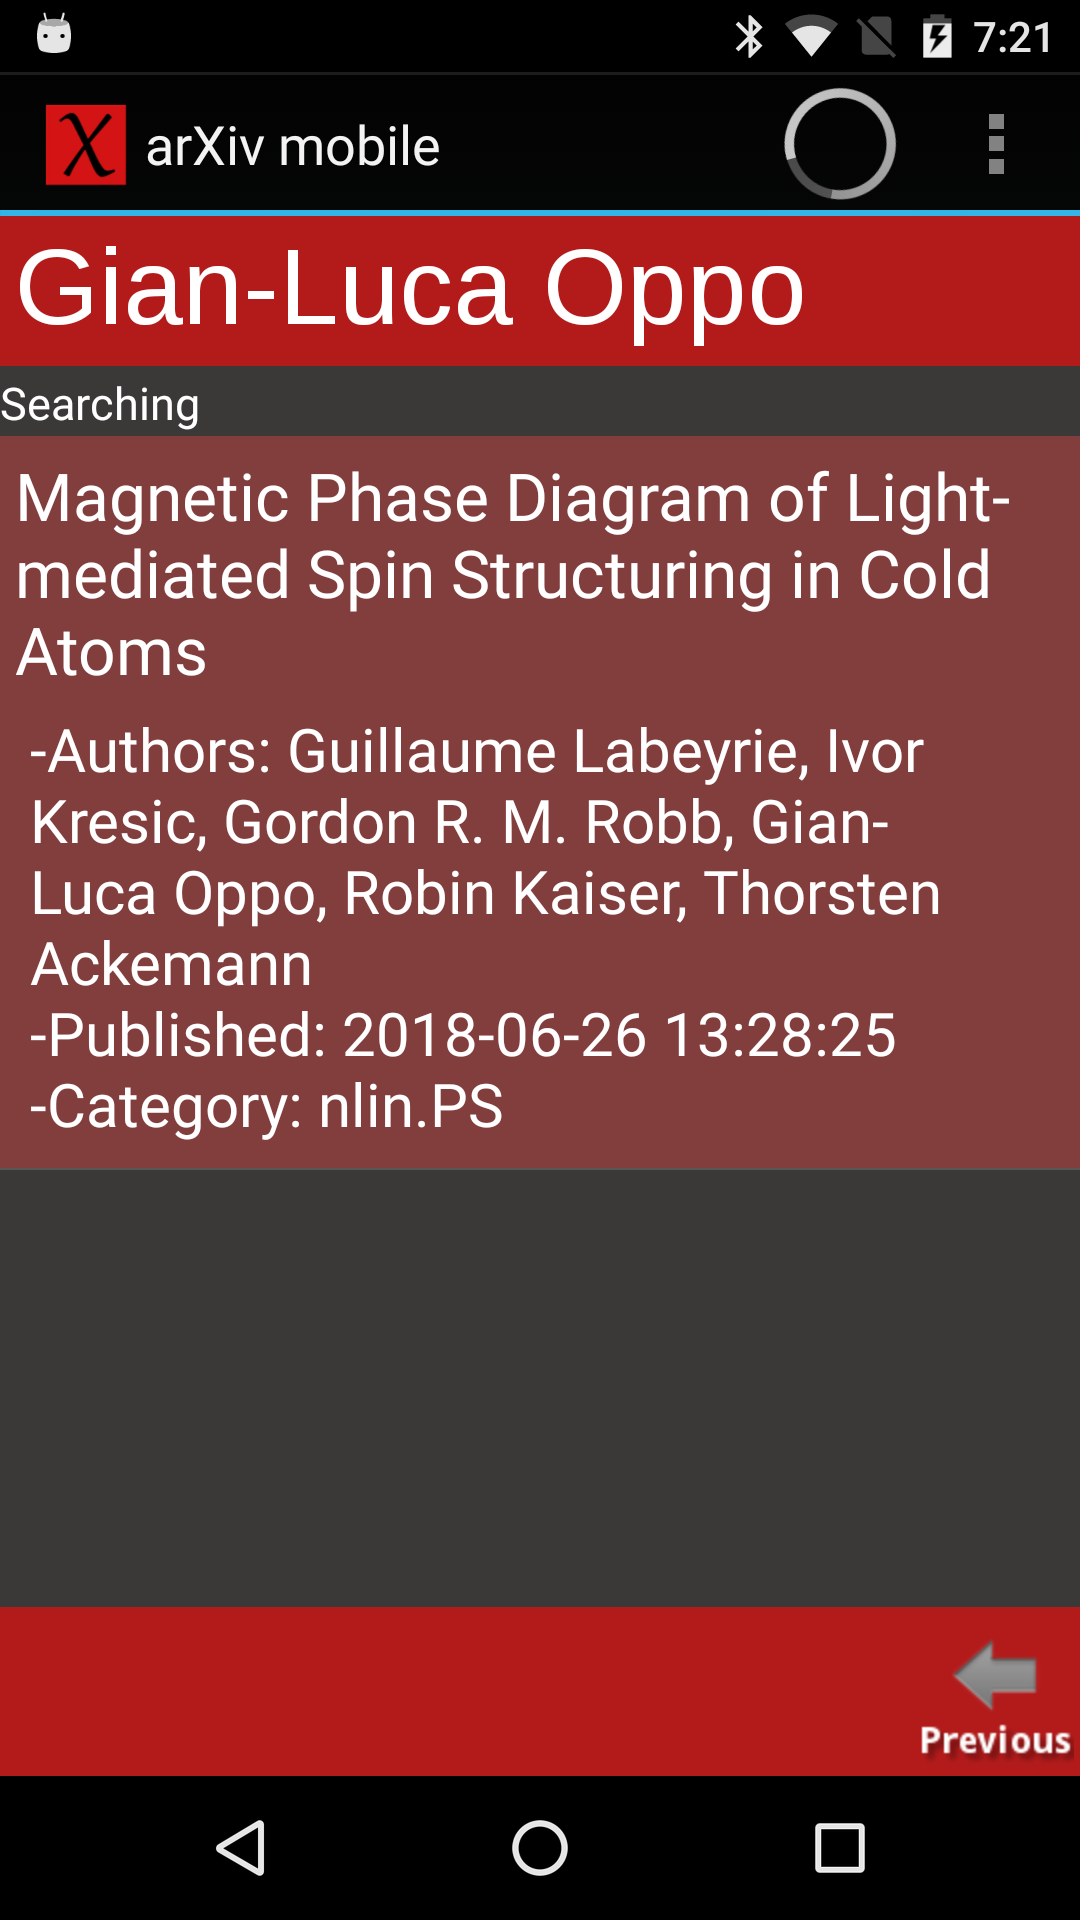 7:21
arXiv mobile
Gian-Luca Oppo
Searching
Magnetic Phase Diagram of Light-
mediated Spin Structuring in Cold
Atoms
-Authors: Guillaume Labeyrie, Ivor
Kresic, Gordon R. M. Robb, Gian-
Luca Oppo, Robin Kaiser, Thorsten
Ackemann
-Published: 2018-06-26 13:28:25
-Category: nlin.PS
Previous